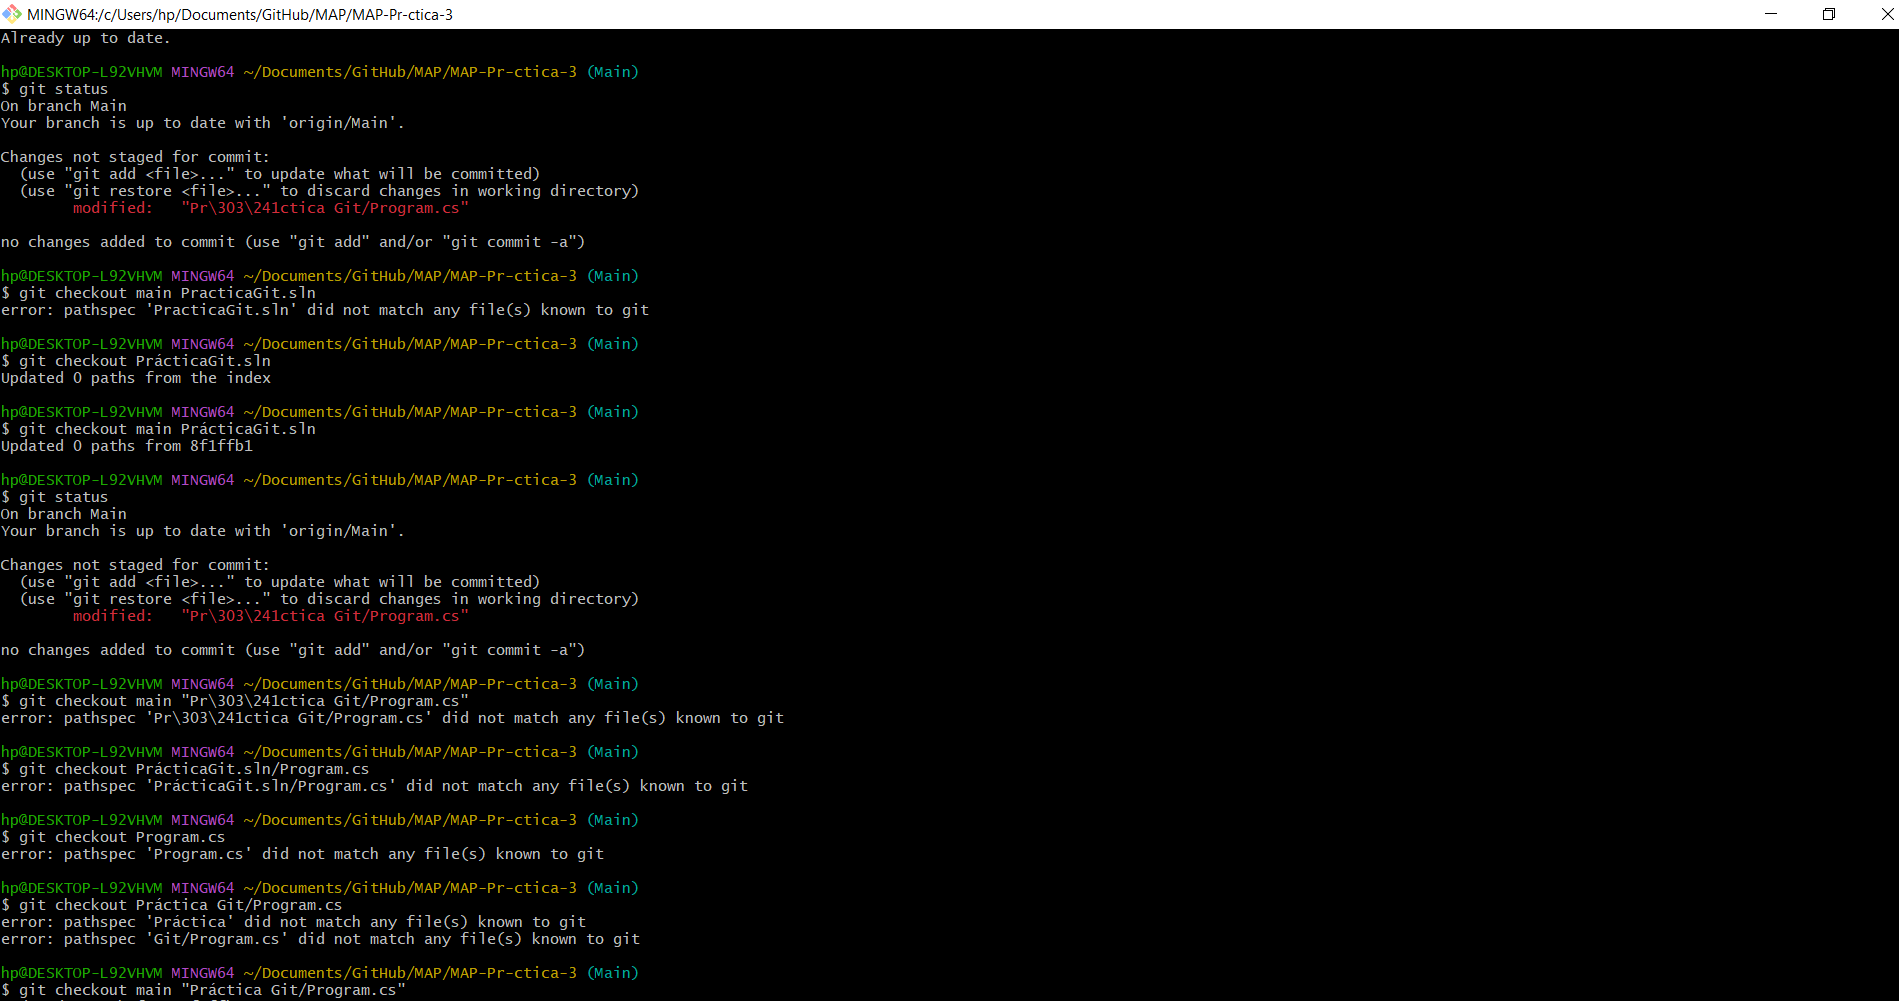 MINGW64:/c/Users/hp/Documents/GitHub/MAP/MAP-Pr-ctica-3
Already up to date.
hp@DESKTOP-L92VHVM MINGW64 ~/Documents/GitHub/MAP/MAP-Pr-ctica-3 (Main)
$ git status
On branch Main
Your branch is up to date with 'origin/Main'.
Changes not staged for commit:
  (use "git add <file>..." to update what will be committed)
  (use "git restore <file>..." to discard changes in working directory)
        modified:   "Pr\303\241ctica Git/Program.cs"
no changes added to commit (use "git add" and/or "git commit -a")
hp@DESKTOP-L92VHVM MINGW64 ~/Documents/GitHub/MAP/MAP-Pr-ctica-3 (Main)
$ git checkout main PracticaGit.sln
error: pathspec 'PracticaGit.sln' did not match any file(s) known to git
hp@DESKTOP-L92VHVM MINGW64 ~/Documents/GitHub/MAP/MAP-Pr-ctica-3 (Main)
$ git checkout PrácticaGit.sln
Updated 0 paths from the index
hp@DESKTOP-L92VHVM MINGW64 ~/Documents/GitHub/MAP/MAP-Pr-ctica-3 (Main)
$ git checkout main PrácticaGit.sln
Updated 0 paths from 8f1ffb1
hp@DESKTOP-L92VHVM MINGW64 ~/Documents/GitHub/MAP/MAP-Pr-ctica-3 (Main)
$ git status
On branch Main
Your branch is up to date with 'origin/Main'.
Changes not staged for commit:
  (use "git add <file>..." to update what will be committed)
  (use "git restore <file>..." to discard changes in working directory)
        modified:   "Pr\303\241ctica Git/Program.cs"
no changes added to commit (use "git add" and/or "git commit -a")
hp@DESKTOP-L92VHVM MINGW64 ~/Documents/GitHub/MAP/MAP-Pr-ctica-3 (Main)
$ git checkout main "Pr\303\241ctica Git/Program.cs"
error: pathspec 'Pr\303\241ctica Git/Program.cs' did not match any file(s) known to git
hp@DESKTOP-L92VHVM MINGW64 ~/Documents/GitHub/MAP/MAP-Pr-ctica-3 (Main)
$ git checkout PrácticaGit.sln/Program.cs
error: pathspec 'PrácticaGit.sln/Program.cs' did not match any file(s) known to git
hp@DESKTOP-L92VHVM MINGW64 ~/Documents/GitHub/MAP/MAP-Pr-ctica-3 (Main)
$ git checkout Program.cs
error: pathspec 'Program.cs' did not match any file(s) known to git
hp@DESKTOP-L92VHVM MINGW64 ~/Documents/GitHub/MAP/MAP-Pr-ctica-3 (Main)
$ git checkout Práctica Git/Program.cs
error: pathspec 'Práctica' did not match any file(s) known to git
error: pathspec 'Git/Program.cs' did not match any file(s) known to git
hp@DESKTOP-L92VHVM MINGW64 ~/Documents/GitHub/MAP/MAP-Pr-ctica-3 (Main)
$ git checkout main "Práctica Git/Program.cs"